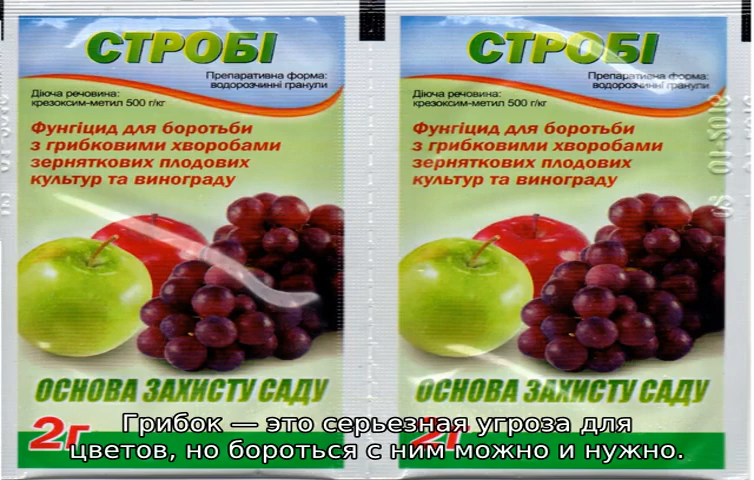 СТРОБІ
Препаративна форма:
водорозчинні гранули
Діюча речовина:
крезоксим-метил 500 г/кг
Фунгіцид для боротьби
з грибковими хворобами
зерняткових плодових
культур та винограду
ОСНОВА ЗАХИСТУ САДУ
2г
СТРОБІ
Препаративна форма:
водорозчинні гранули
Діюча речовина:
крезоксим-метил 500 г/кг
Фунгіцид для боротьби
з грибковими хворобами
зерняткових плодових
культур та винограду
ОСНОВА ЗАХИСТУ САДУ
2г
Грибок — это серьезная угроза для
цветов, но бороться с ним можно и нужно.